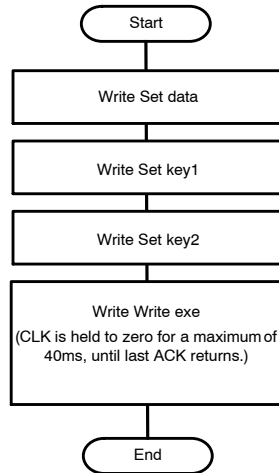 Start
Write Set data
Write Set key1
Write Set key2
Write Write exe
(CLK is held to zero for a maximum of
40ms, until last ACK returns.)
End